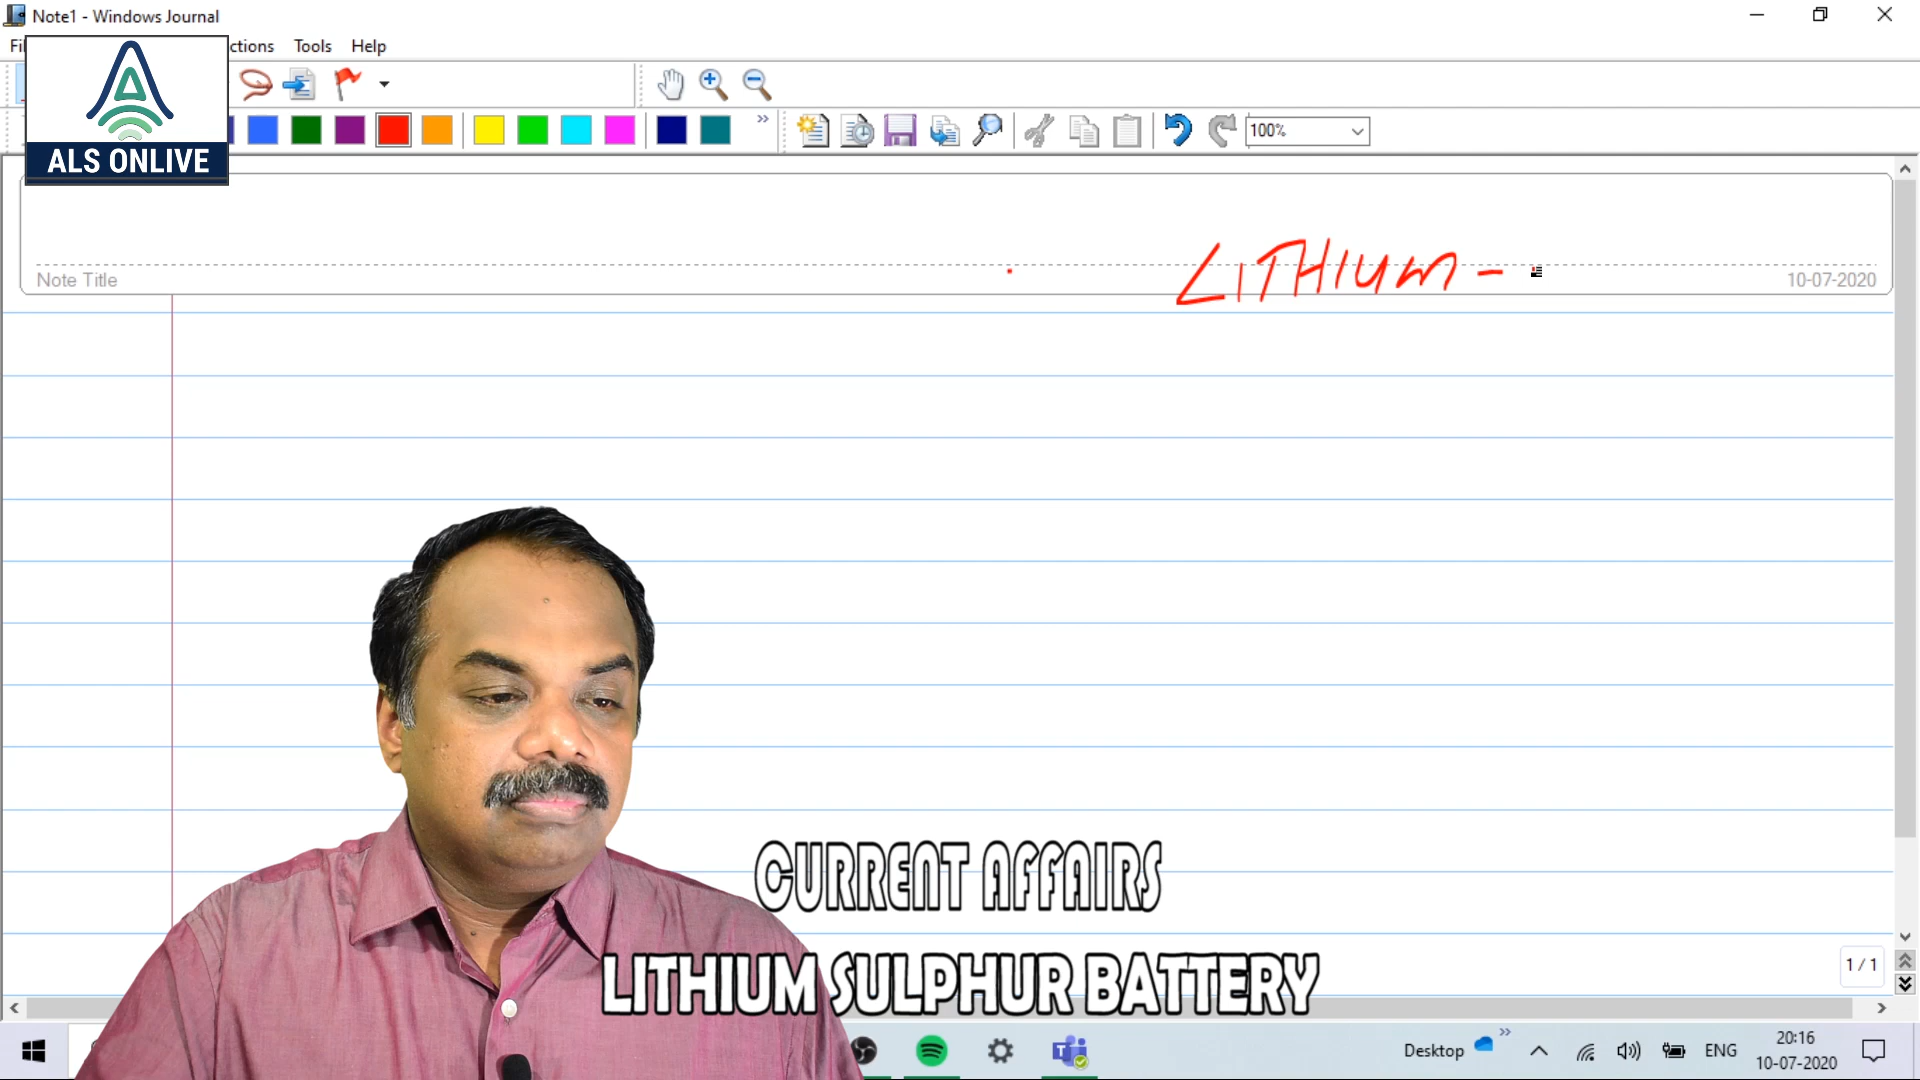 Note1 - Windows Journal
ctions Tools Help
ALS ONLIVE
100%
LITHIUM -
Note Title
10-07-2020
CURRENT AFFAIRS
LITHIUM SULPHUR BATTERY
1 / 1
Desktop
ENG
20:16
10-07-2020